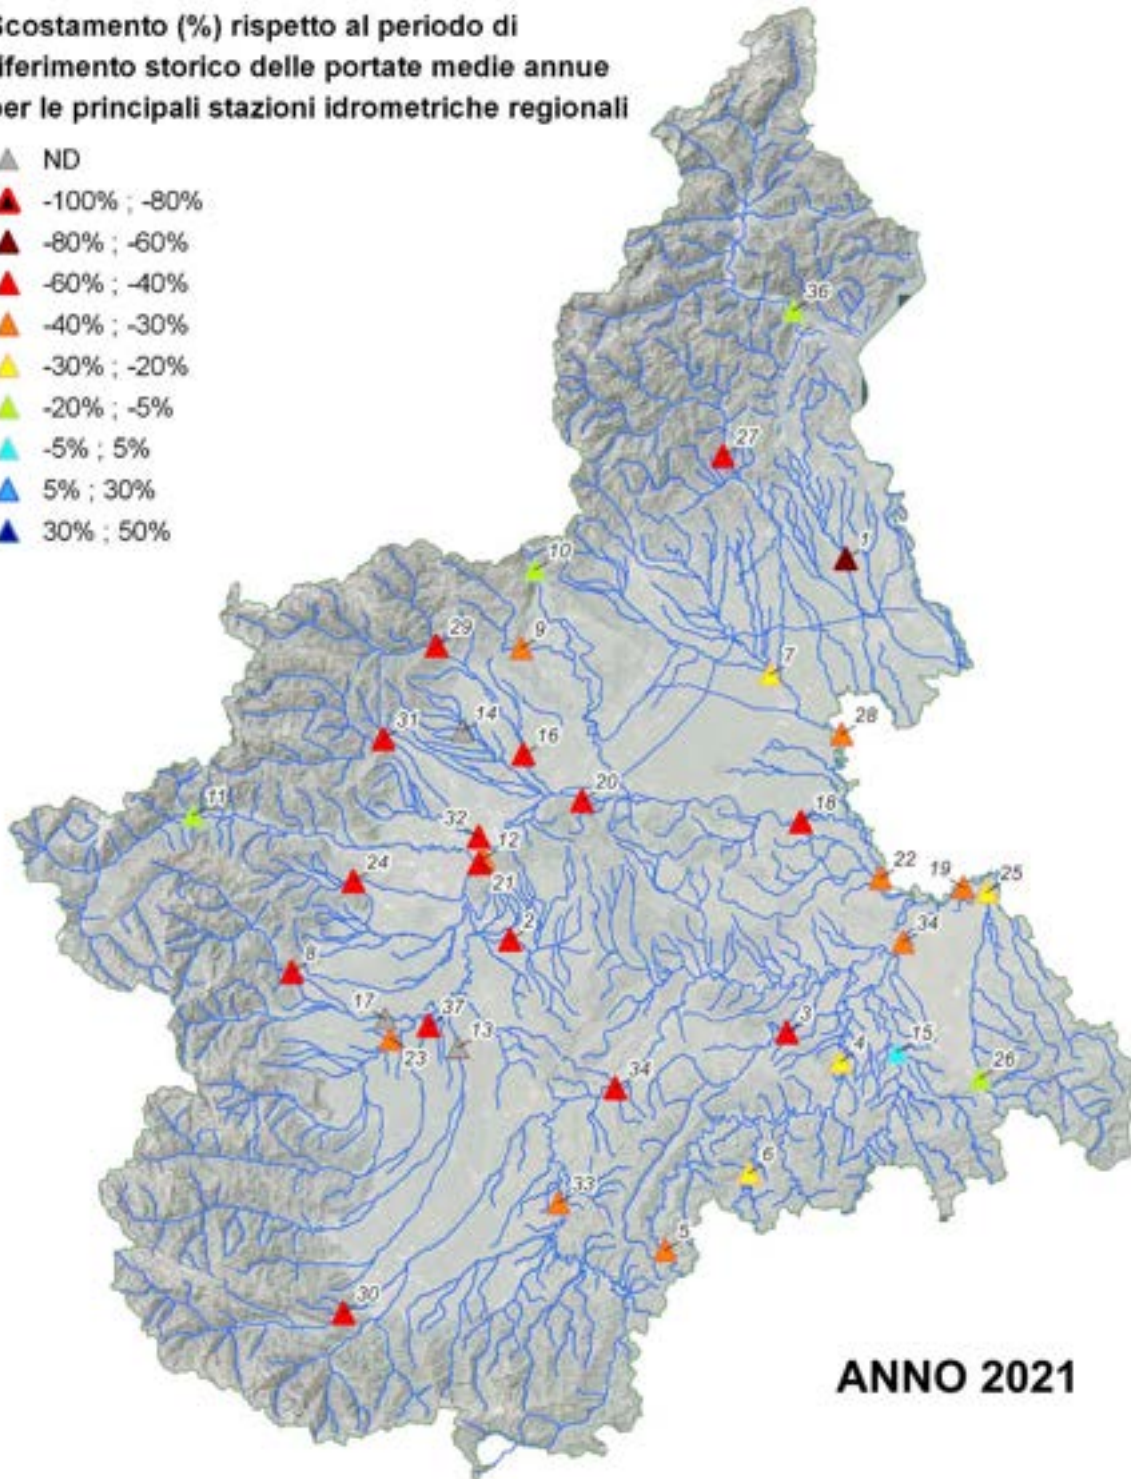 Scostamento (%) rispetto al periodo di
riferimento storico delle portate medie annue
per le principali stazioni idrometriche regionali
ND
-100% ; -80%
-80% ; -60%
-60% ; -40%
-40% ; -30%
-30% ; -20%
-20% ; -5%
-5% ; 5%
5% ; 30%
30% ; 50%
36
27
1
10
29
9
7
14
28
31
16
20
11
18
32
12
24
21
22
19
25
2
34
8
17
37
13
3
23
4
15
34
26
6
33
5
30
ANNO 2021